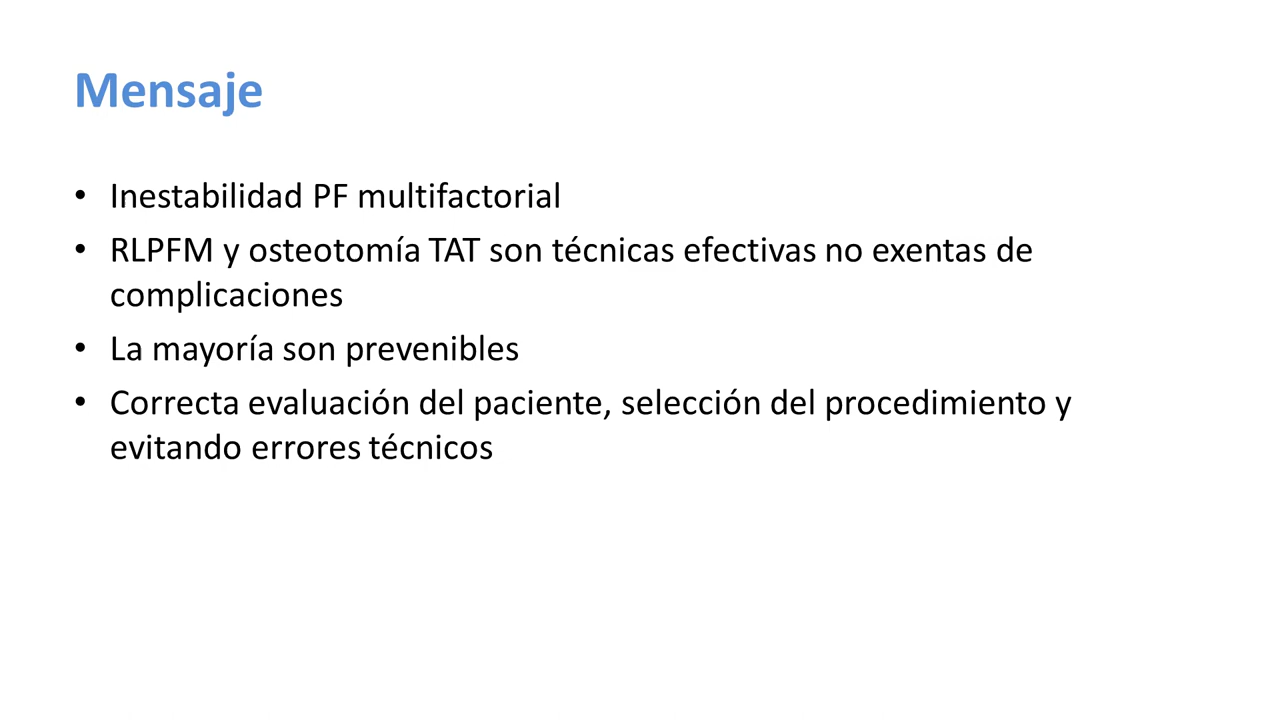 Mensaje
• Inestabilidad PF multifactorial
• RLPFM y osteotomía TAT son técnicas efectivas no exentas de
complicaciones
• La mayoría son prevenibles
• Correcta evaluación del paciente, selección del procedimiento y
evitando errores técnicos